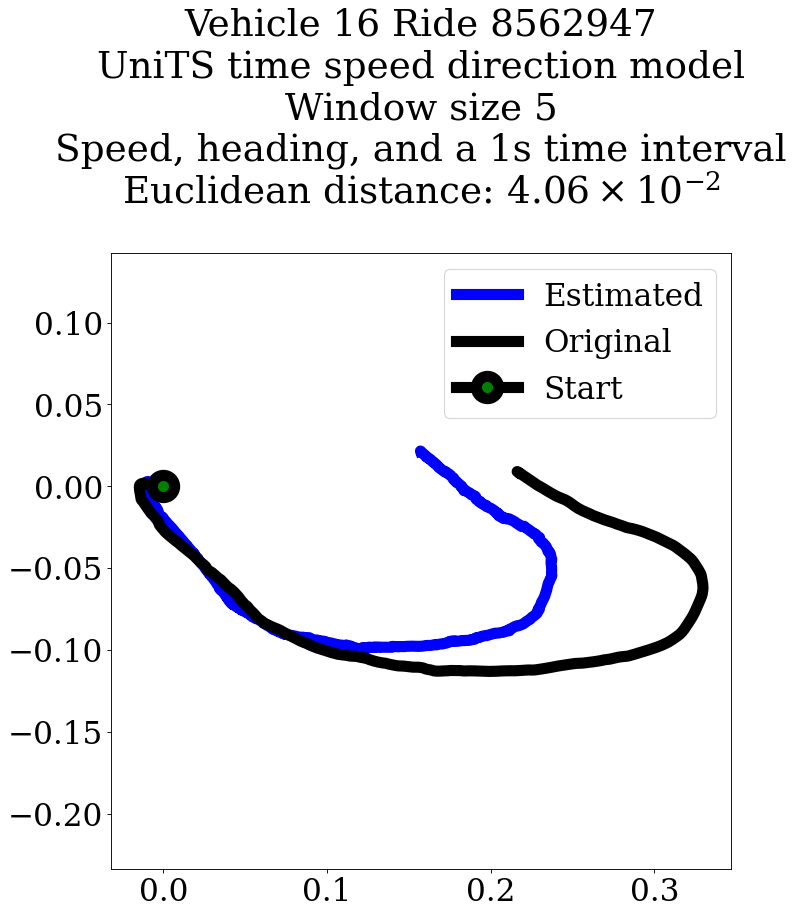 Vehicle 16 Ride 8562947
UniTS time speed direction model
Window size 5
Speed, heading, and a 1s time interval
Euclidean distance: 4.06 × 10⁻²
Estimated
Original
Start
0.10
0.05
0.00
−0.05
−0.10
−0.15
−0.20
0.0 0.1 0.2 0.3